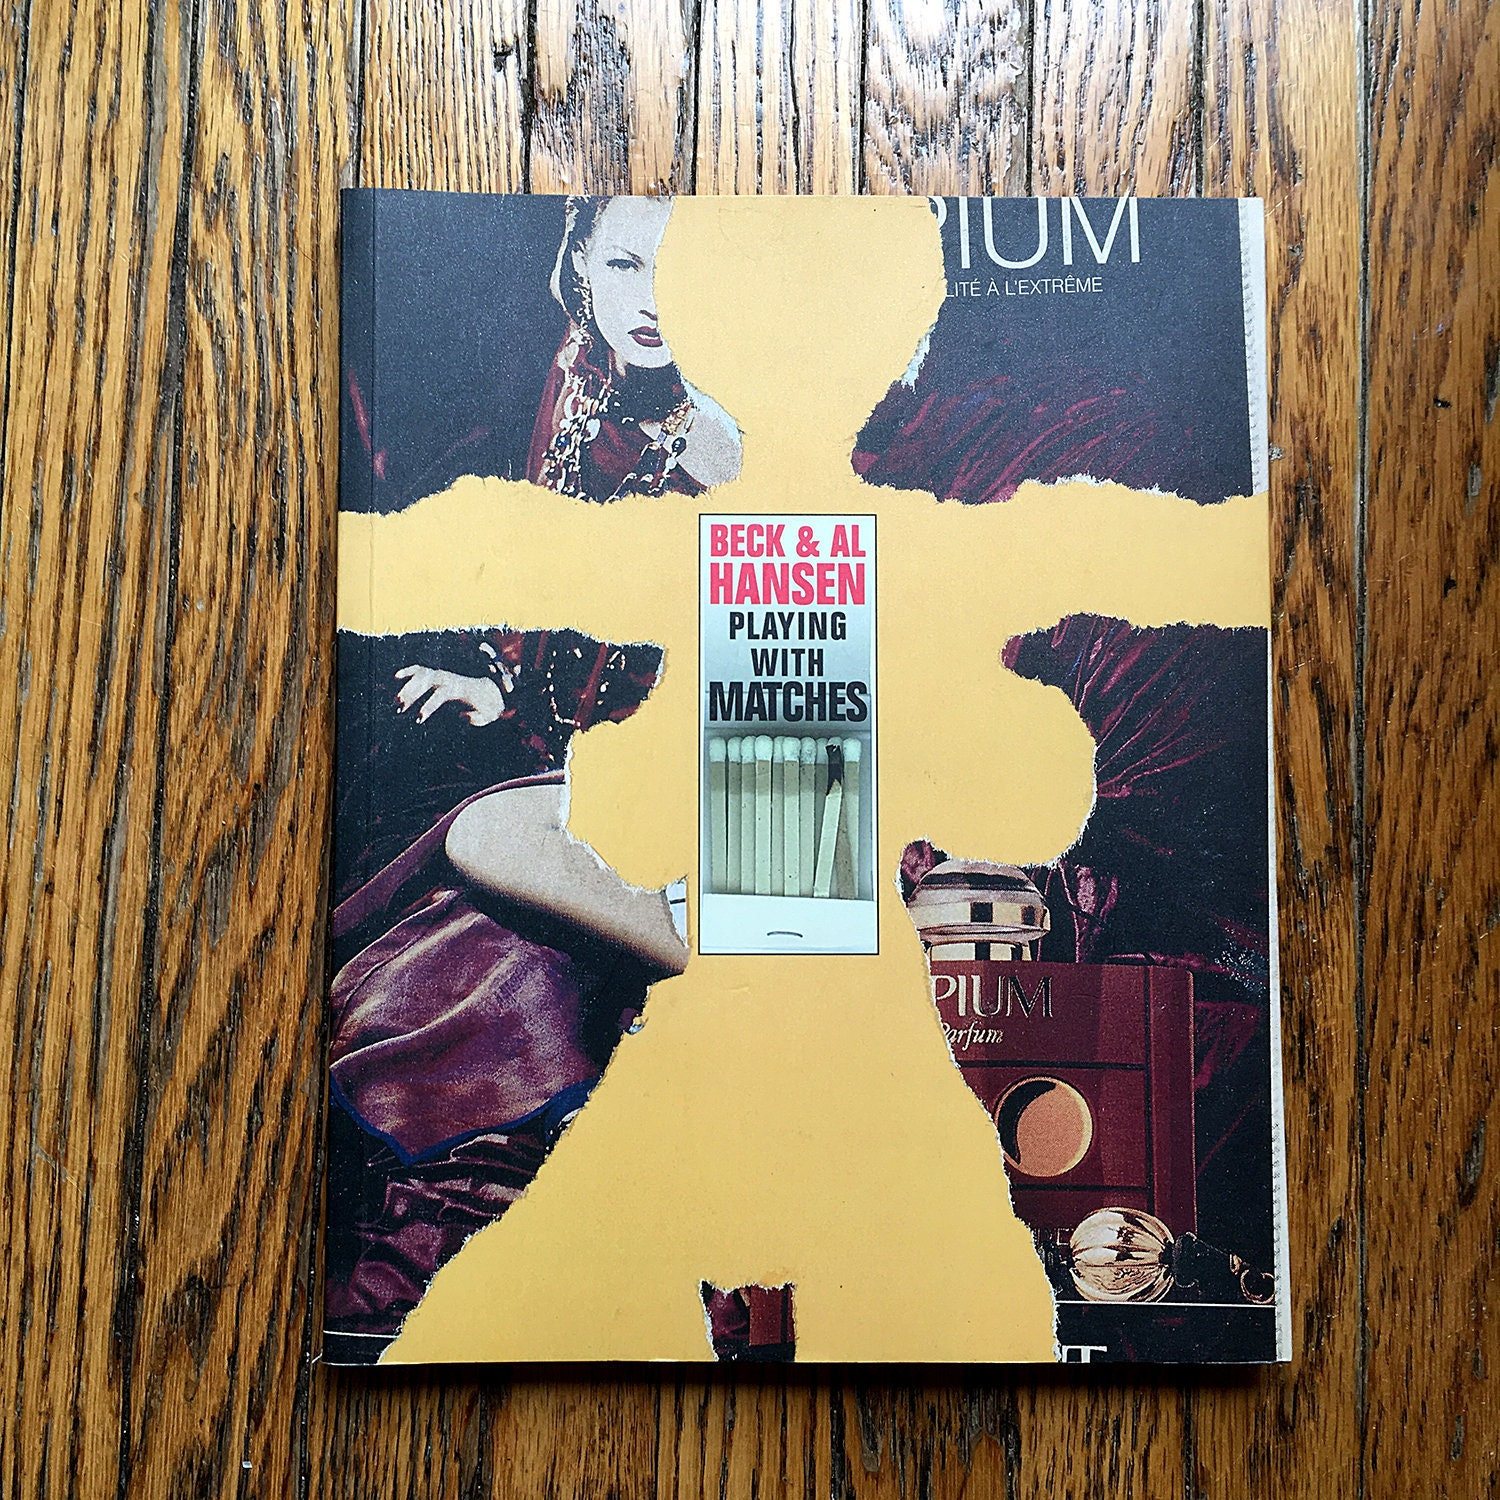 PIUM
LITÉ À L'EXTRÊME
BECK & AL
HANSEN
PLAYING
WITH
MATCHES
PIUM
Parfum